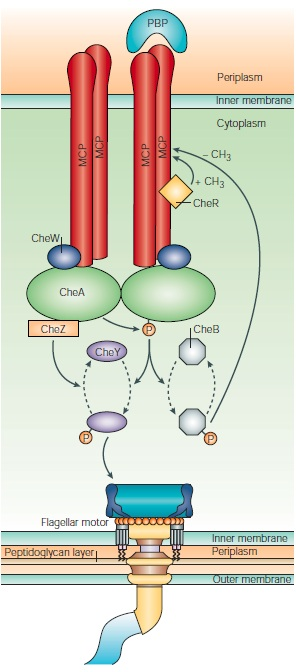 PBP
Periplasm
Inner membrane
Cytoplasm
MCP
MCP
MCP
MCP
– CH3
+ CH3
CheR
CheW
CheA
CheZ
P
CheB
CheY
P
P
Flagellar motor
Inner membrane
Peptidoglycan layer
Periplasm
Outer membrane